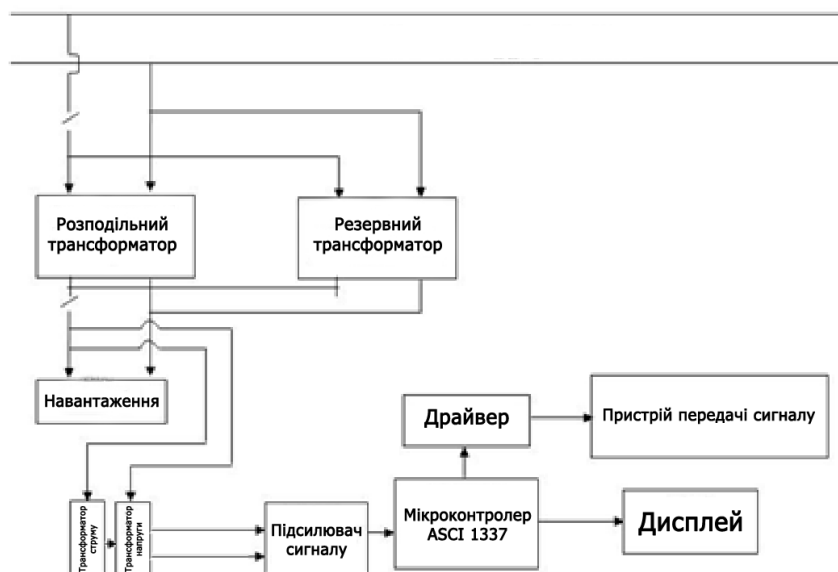 Розподільний
трансформатор
Резервний
трансформатор
Навантаження
Драйвер
Пристрій передачі сигналу
Трансформатор
струму
Трансформатор
напруги
Підсилювач
сигналу
Мікроконтролер
ASCI 1337
Дисплей